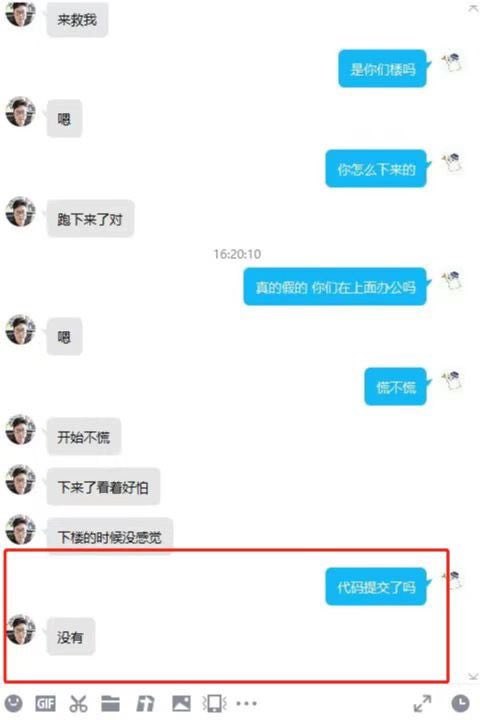 来救我
是你们楼吗
嗯
你怎么下来的
跑下来了对
16:20:10
真的假的 你们在上面办公吗
嗯
慌不慌
开始不慌
下来了看着好怕
下楼的时候没感觉
代码提交了吗
没有
GIF